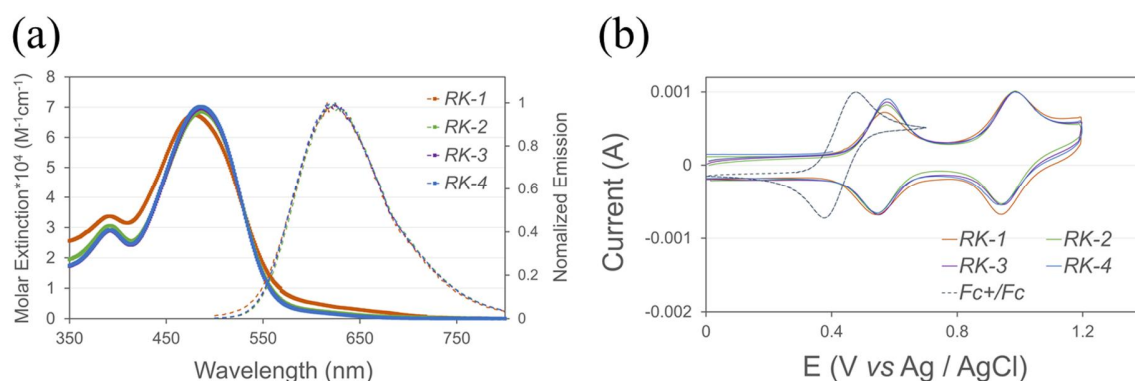 (a)
Molar Extinction*10⁴ (M⁻¹cm⁻¹)
8
7
6
5
4
3
2
1
0
350
450
550
650
750
Wavelength (nm)
1
0.8
0.6
0.4
0.2
0
Nomalized Emission
RK-1
RK-2
RK-3
RK-4
(b)
Current (A)
0.001
0
-0.001
-0.002
0
0.4
0.8
1.2
E (V vs Ag / AgCl)
RK-1 RK-2
RK-3 RK-4
Fc+/Fc